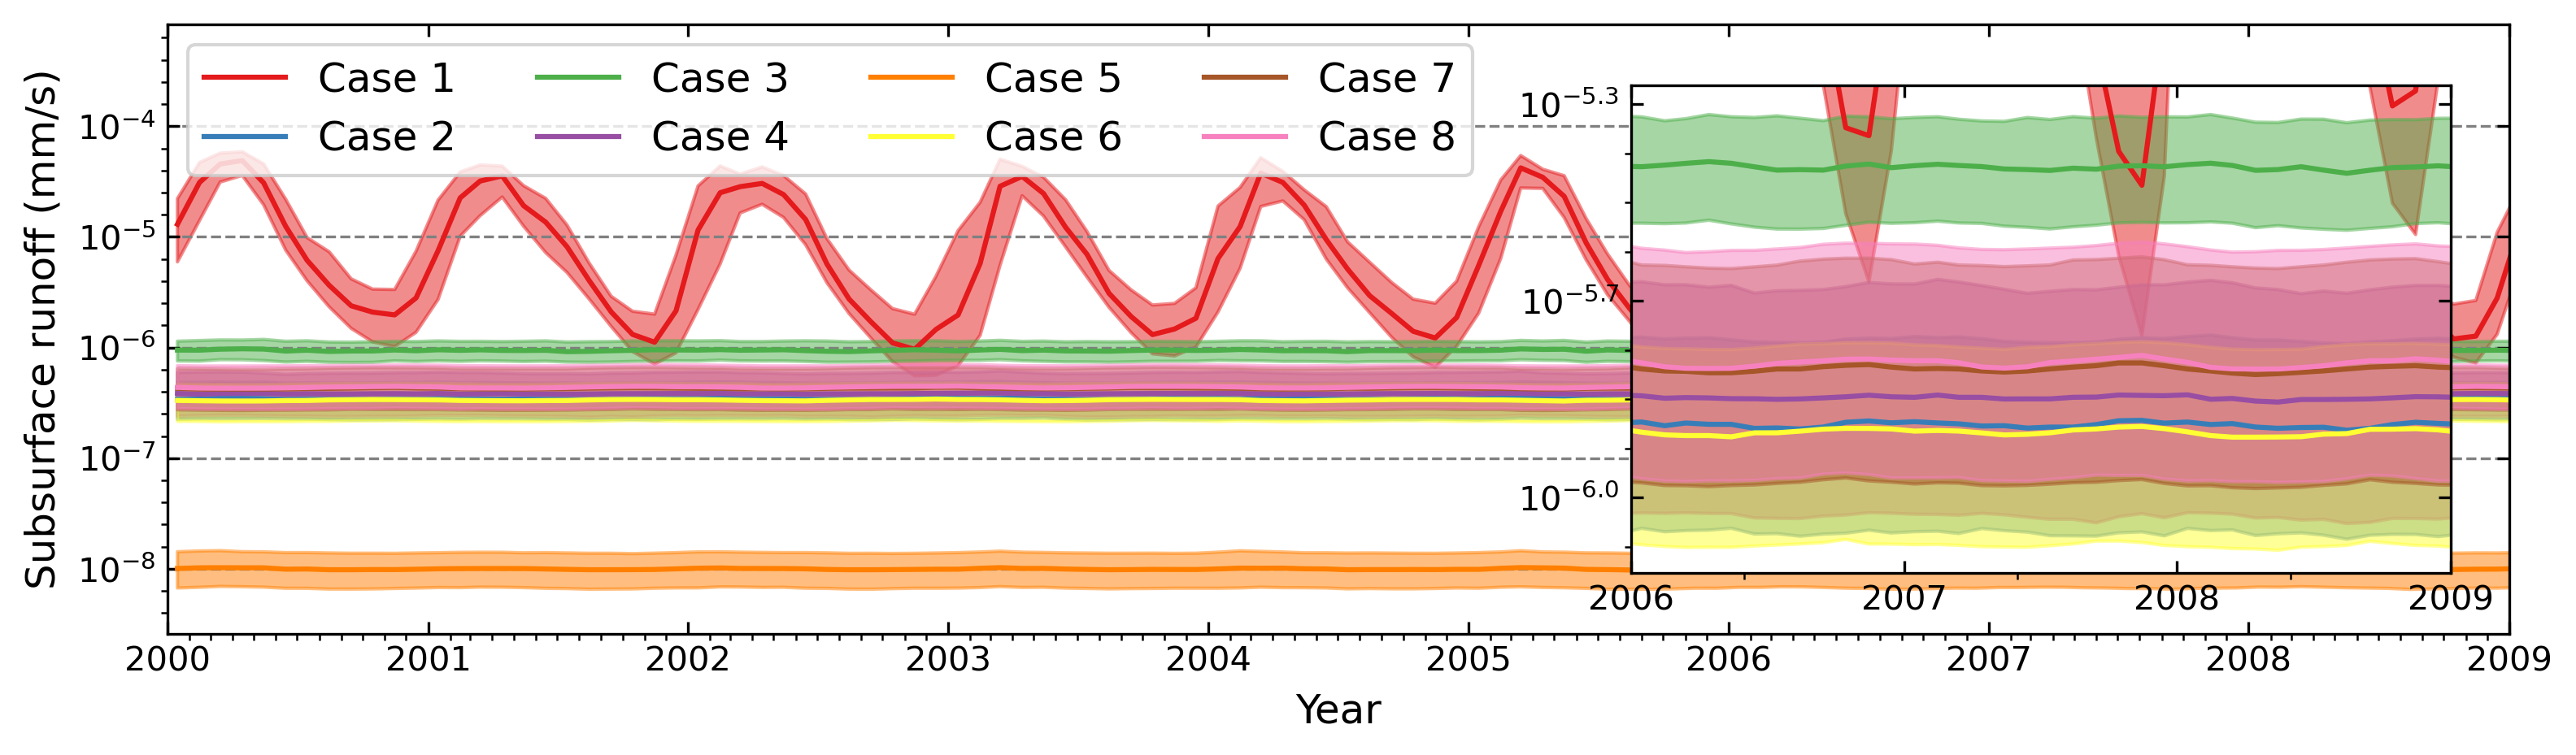 Subsurface runoff (mm/s)
10^{-4}
10^{-5}
10^{-6}
10^{-7}
10^{-8}
Case 1 Case 3 Case 5 Case 7
Case 2 Case 4 Case 6 Case 8
10^{-5.3}
10^{-5.7}
10^{-6.0}
2006 2007 2008 2009
2000 2001 2002 2003 2004 2005 2006 2007 2008 2009
Year